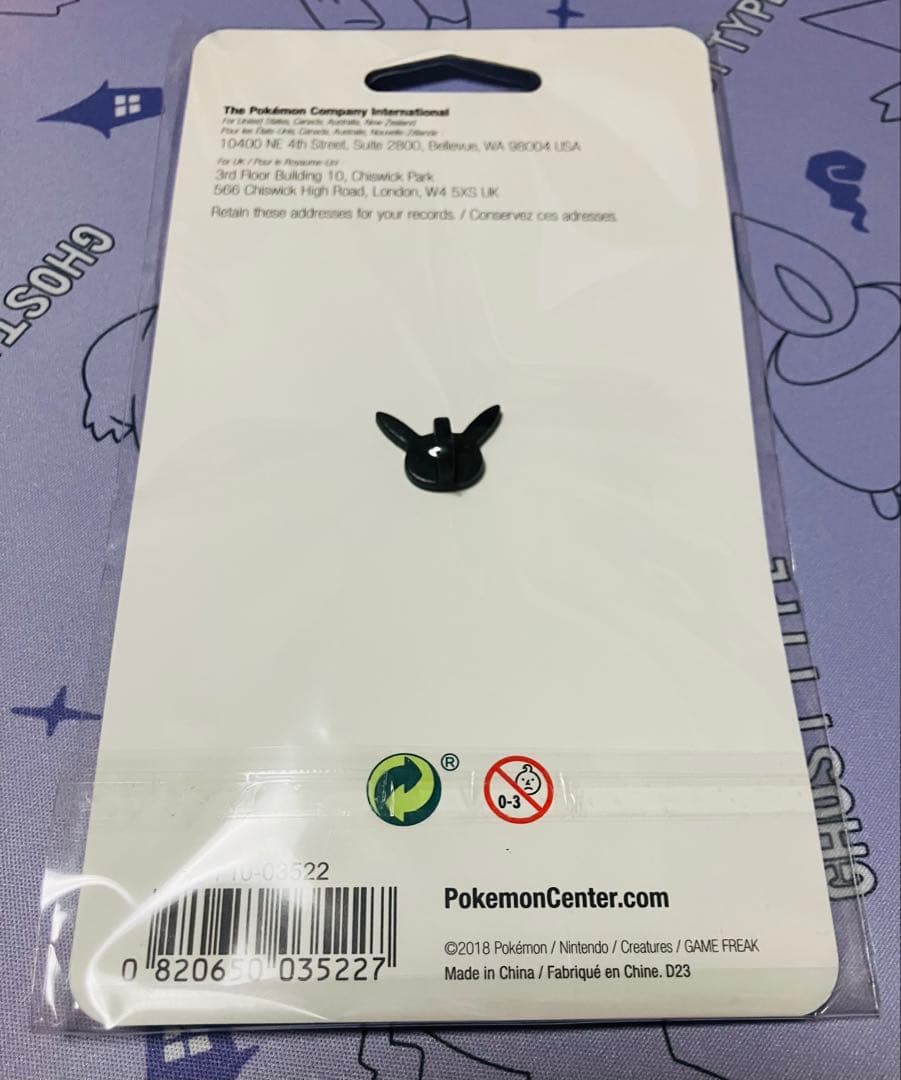 The Pokémon Company International
For United States, Canada, Australia, New Zealand
Pour les États-Unis, Canada, Australie, Nouvelle-Zélande
10400 NE 4th Street, Suite 2800, Bellevue, WA 98004 USA
For UK / Pour le Royaume-Uni
3rd Floor Building 10, Chiswick Park
566 Chiswick High Road, London, W4 5XS UK
Retain these addresses for your records. / Conservez ces adresses.
®
0-3
10-03522
0 820650 035227
PokemonCenter.com
©2018 Pokémon / Nintendo / Creatures / GAME FREAK
Made in China / Fabriqué en Chine. D23
GHOST
TYPE
GHOST